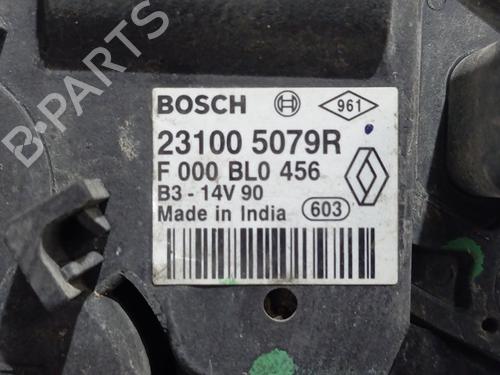 BOSCH 961
23100 5079R
F 000 BL0 456
B3 - 14V 90
Made in India 603
B-PARTS